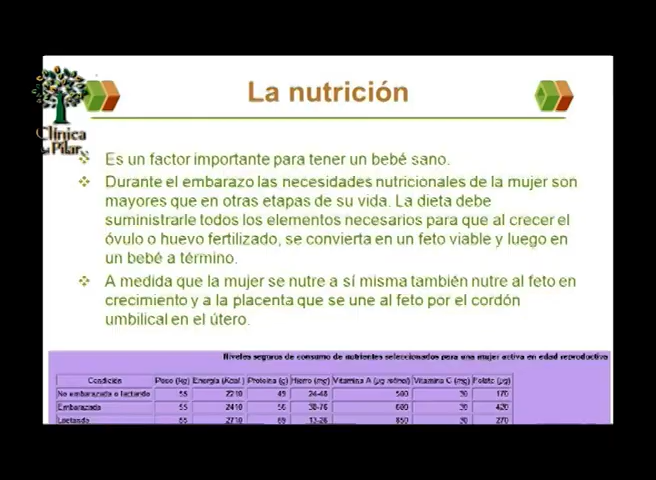 La nutrición
Clínica
del Pilar
Es un factor importante para tener un bebé sano.
Durante el embarazo las necesidades nutricionales de la mujer son
mayores que en otras etapas de su vida. La dieta debe
suministrarle todos los elementos necesarios para que al crecer el
óvulo o huevo fertilizado, se convierta en un feto viable y luego en
un bebé a término.
A medida que la mujer se nutre a sí misma también nutre al feto en
crecimiento y a la placenta que se une al feto por el cordón
umbilical en el útero.
Niveles seguros de consumo de nutrientes seleccionados para una mujer activa en edad reproductiva
Condición Peso (kg) Energía (Kcal.) Proteína (g) Hierro (mg) Vitamina A (µg retinol) Vitamina C (mg) Folato (µg)
No embarazada o lactando 55 2210 49 24-48 500 30 170
Embarazada 55 2410 56 38-76 600 30 420
Lactando 55 2710 69 13-26 850 30 270